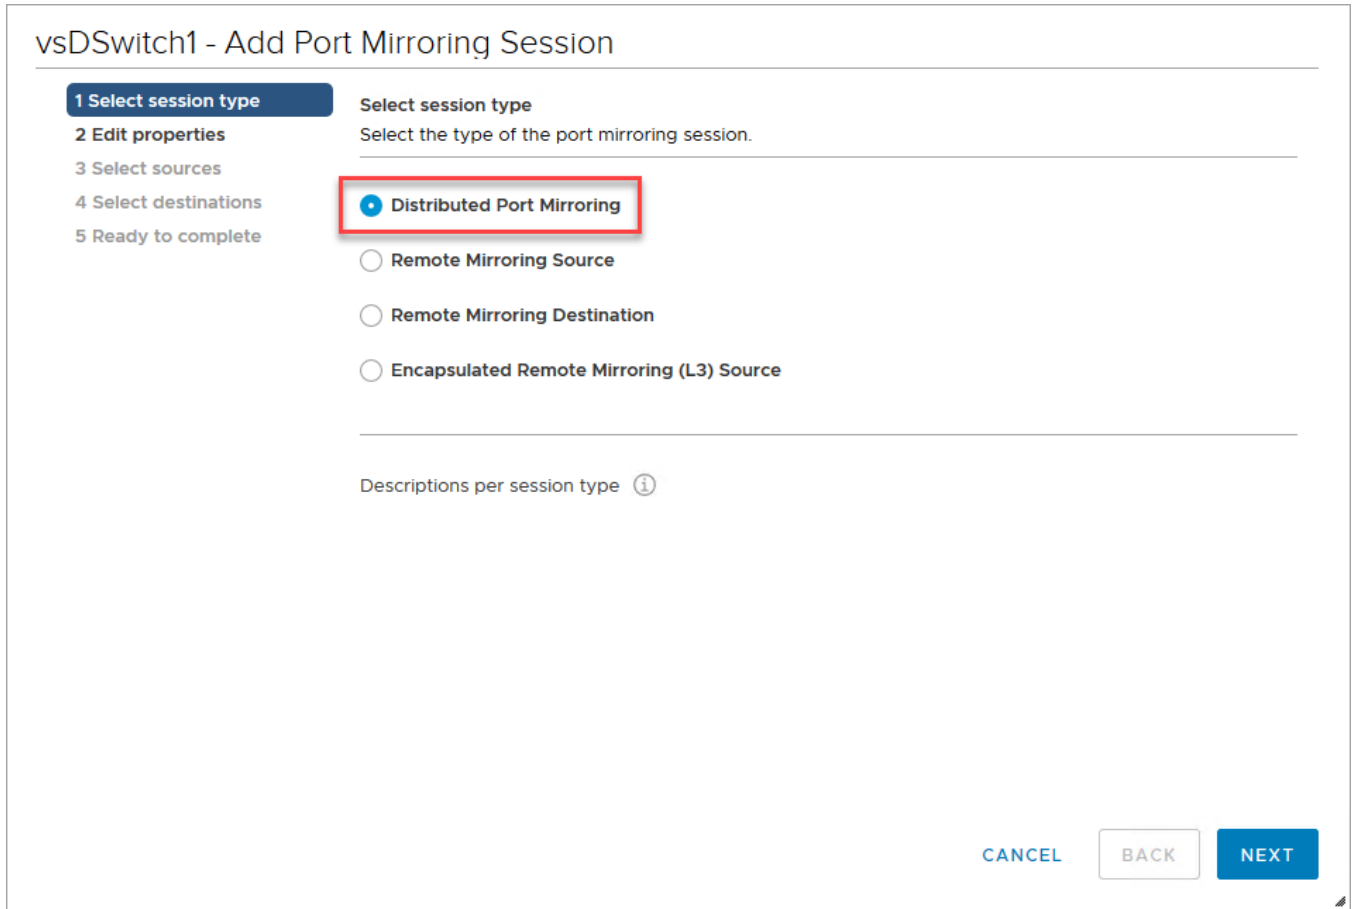 vsDSwitch1 - Add Port Mirroring Session
1 Select session type
2 Edit properties
3 Select sources
4 Select destinations
5 Ready to complete
Select session type
Select the type of the port mirroring session.
Distributed Port Mirroring
Remote Mirroring Source
Remote Mirroring Destination
Encapsulated Remote Mirroring (L3) Source
Descriptions per session type
CANCEL
BACK
NEXT